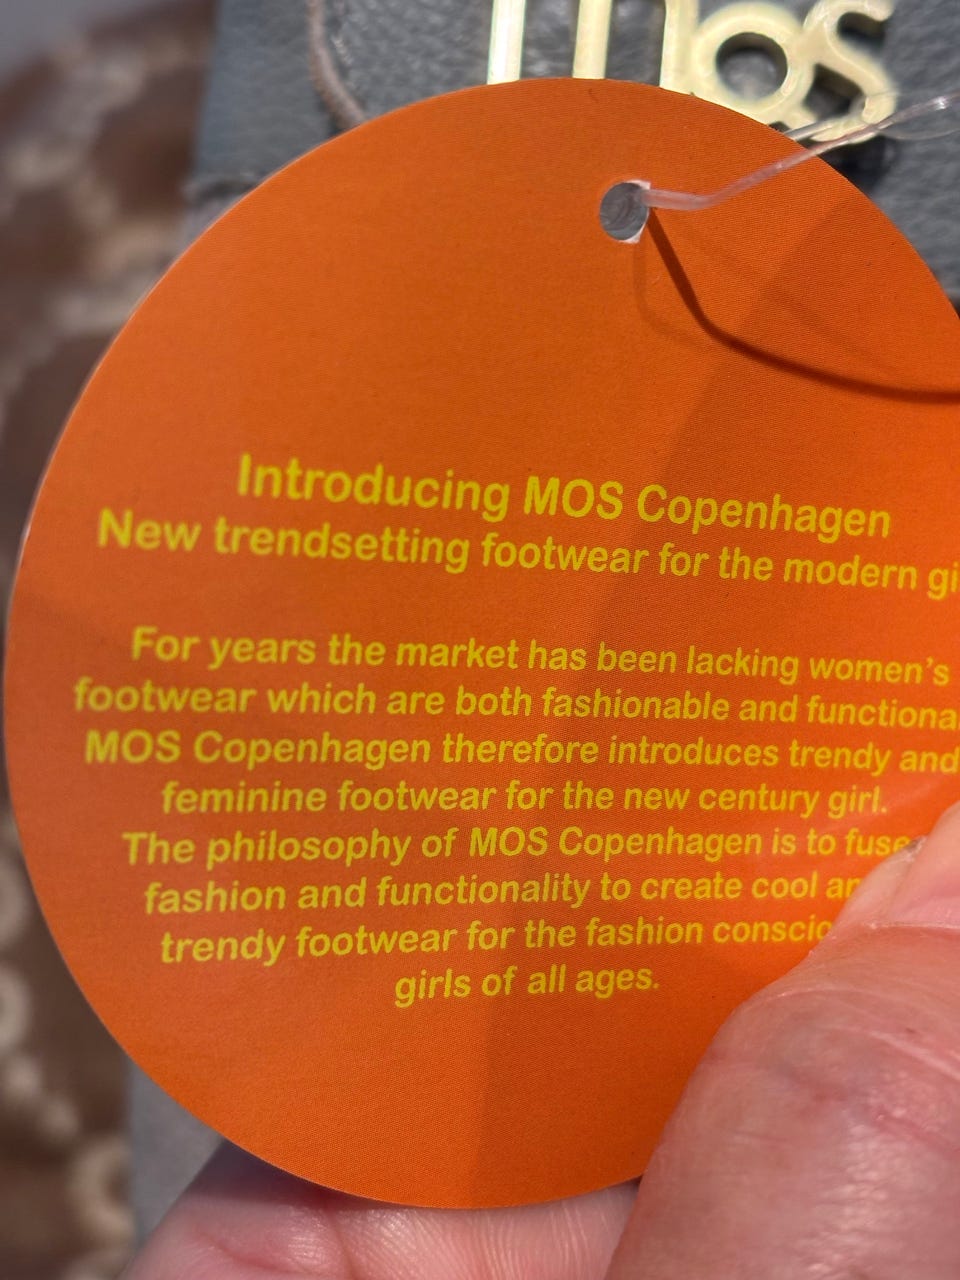 mos
Introducing MOS Copenhagen
New trendsetting footwear for the modern
For years the market has been lacking women's
footwear which are both fashionable and
MOS Copenhagen therefore introduces trendy and
feminine footwear for the new century girl.
The philosophy of MOS Copenhagen is to fuse
fashion and functionality to create cool
trendy footwear for the fashion
girls of all ages.